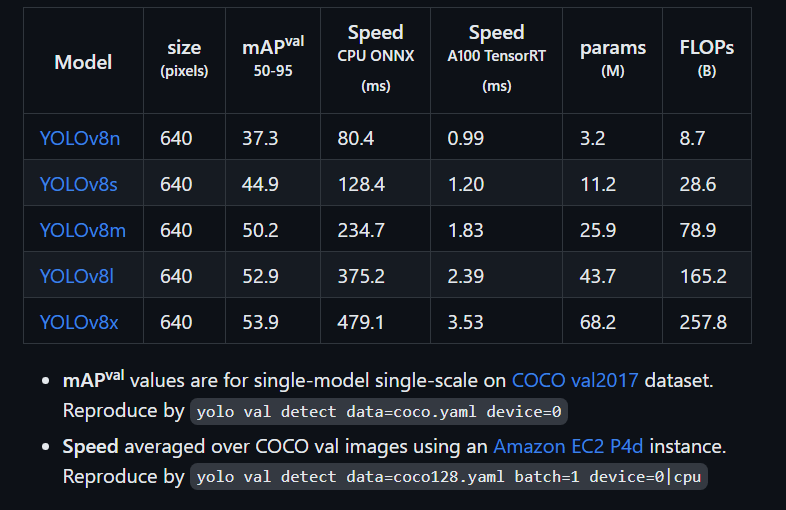 Model size (pixels) mAPval 50-95 Speed CPU ONNX (ms) Speed A100 TensorRT (ms) params (M) FLOPs (B)
YOLOv8n 640 37.3 80.4 0.99 3.2 8.7
YOLOv8s 640 44.9 128.4 1.20 11.2 28.6
YOLOv8m 640 50.2 234.7 1.83 25.9 78.9
YOLOv8l 640 52.9 375.2 2.39 43.7 165.2
YOLOv8x 640 53.9 479.1 3.53 68.2 257.8
• mAPval values are for single-model single-scale on COCO val2017 dataset.
Reproduce by yolo val detect data=coco.yaml device=0
• Speed averaged over COCO val images using an Amazon EC2 P4d instance.
Reproduce by yolo val detect data=coco128.yaml batch=1 device=0|cpu